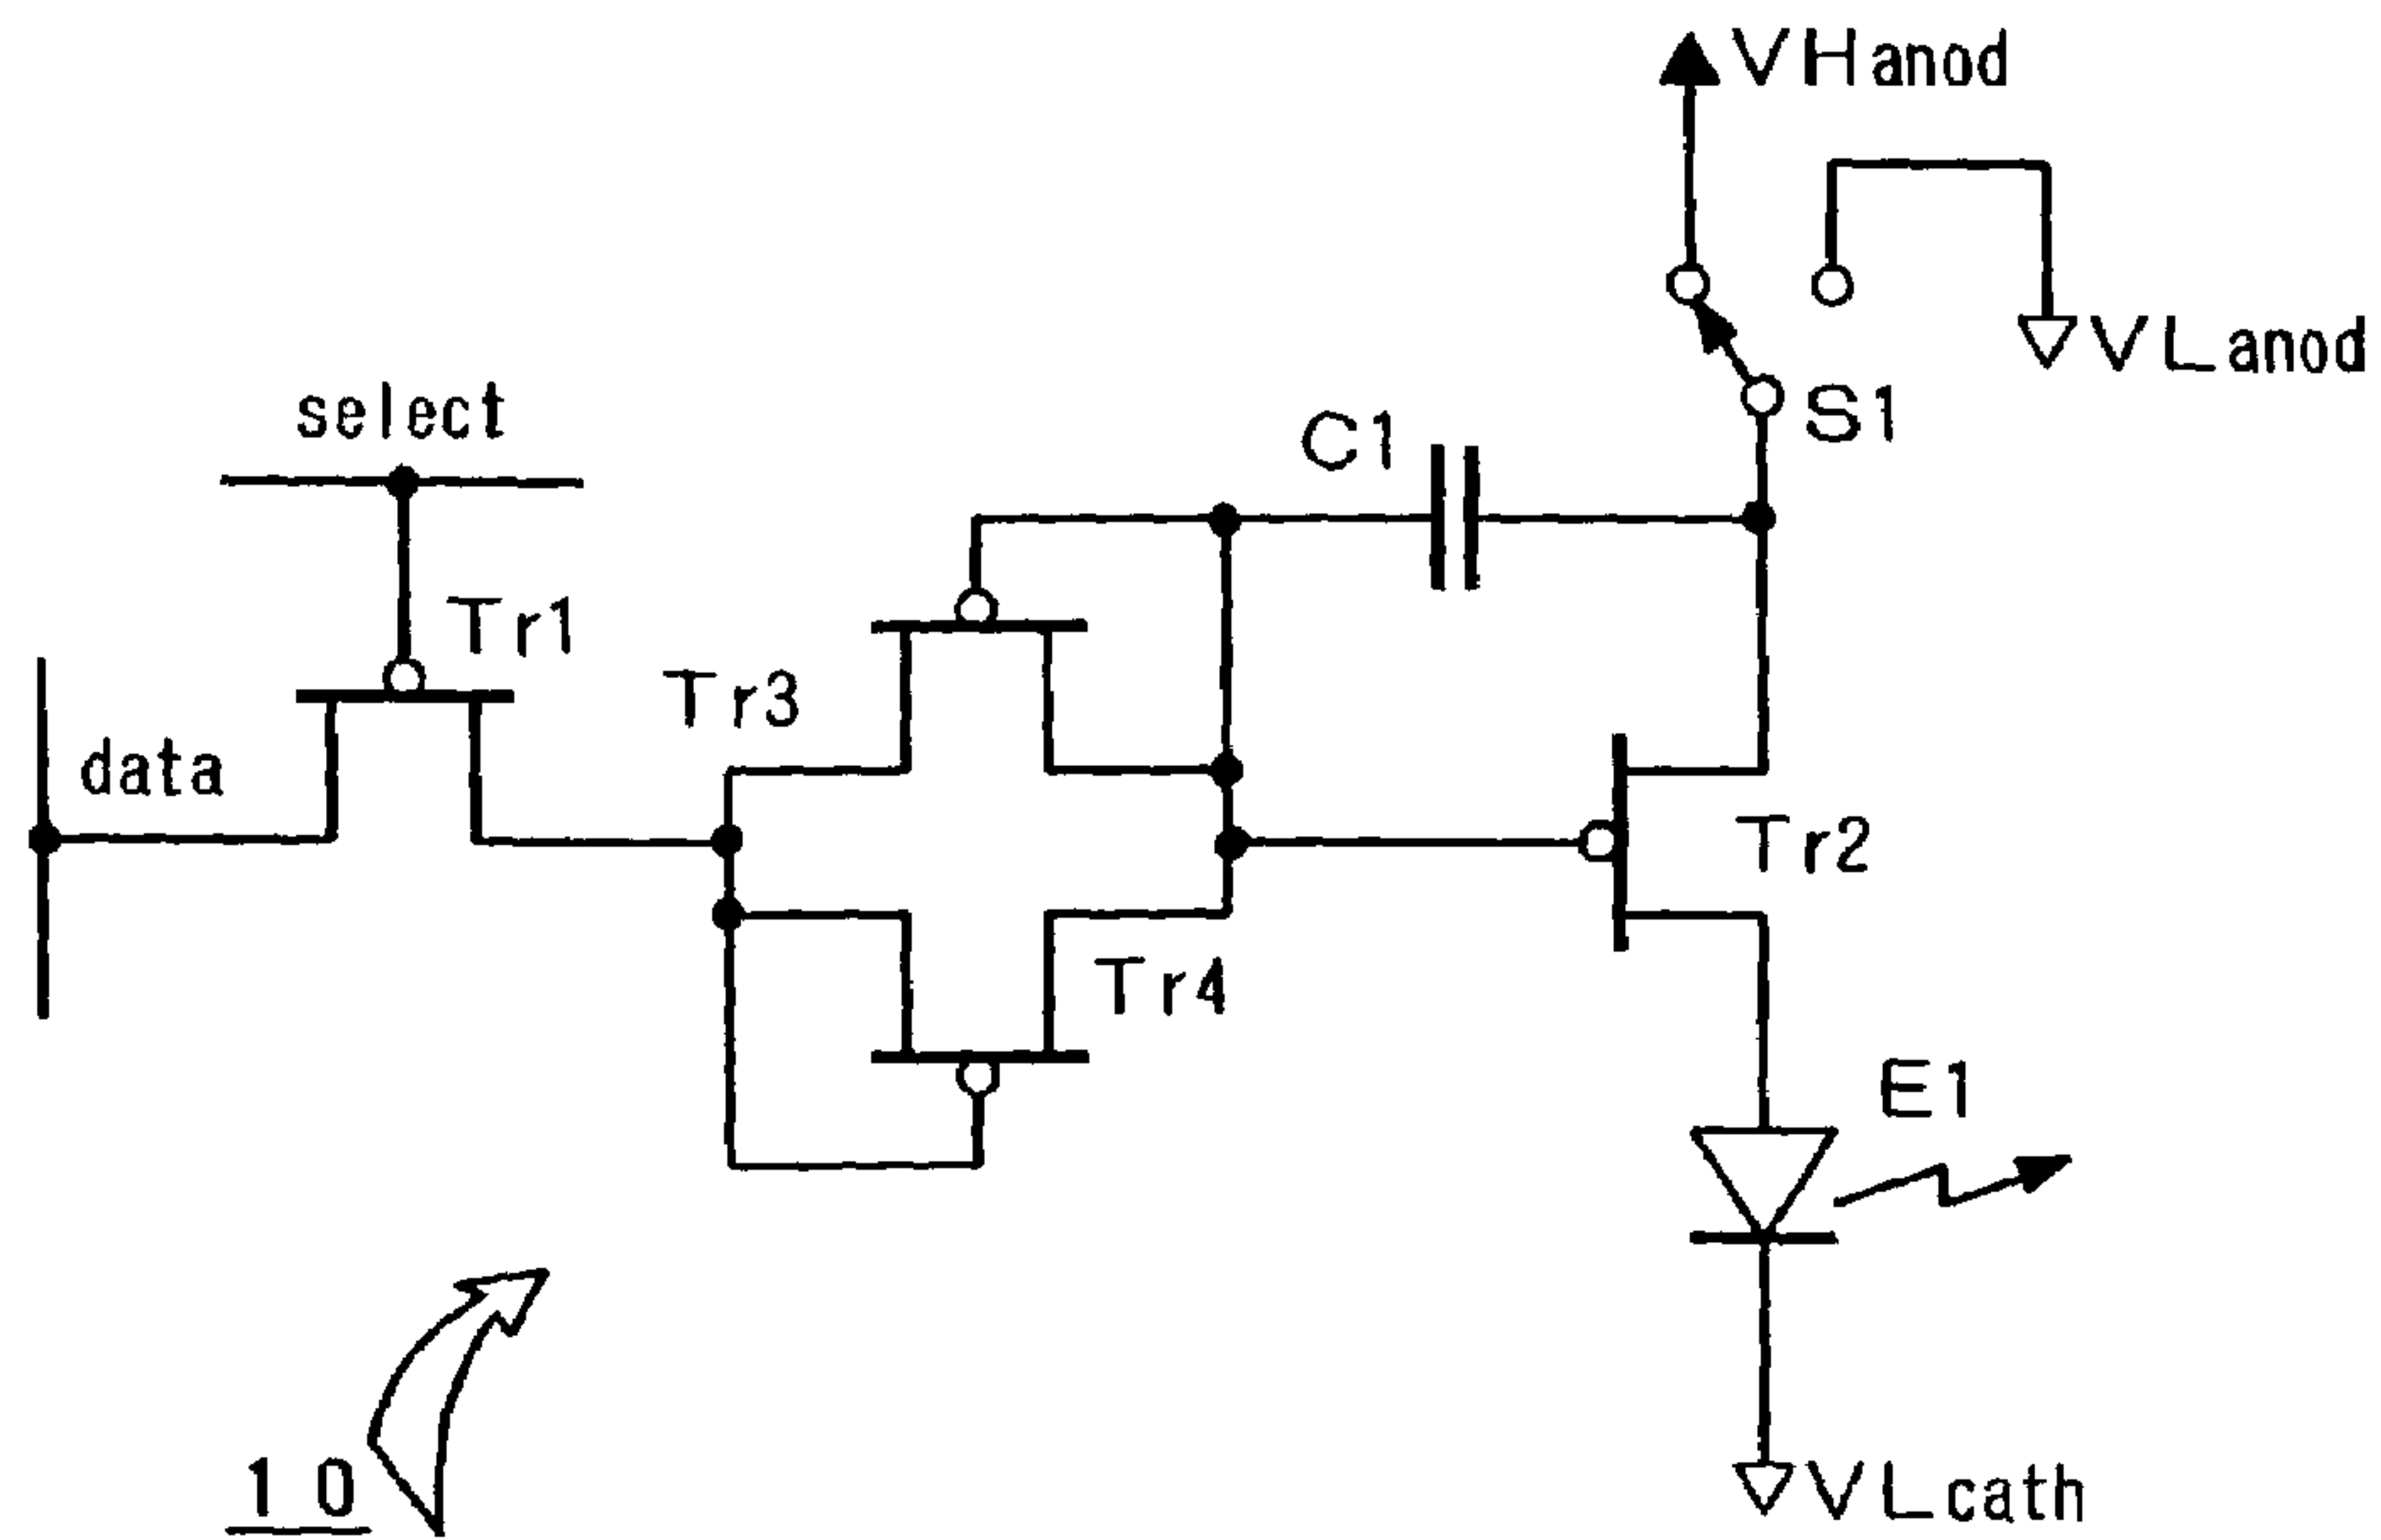 VHanod
VLanod
S1
select
C1
Tr1
Tr3
data
Tr2
Tr4
E1
10
VLcath